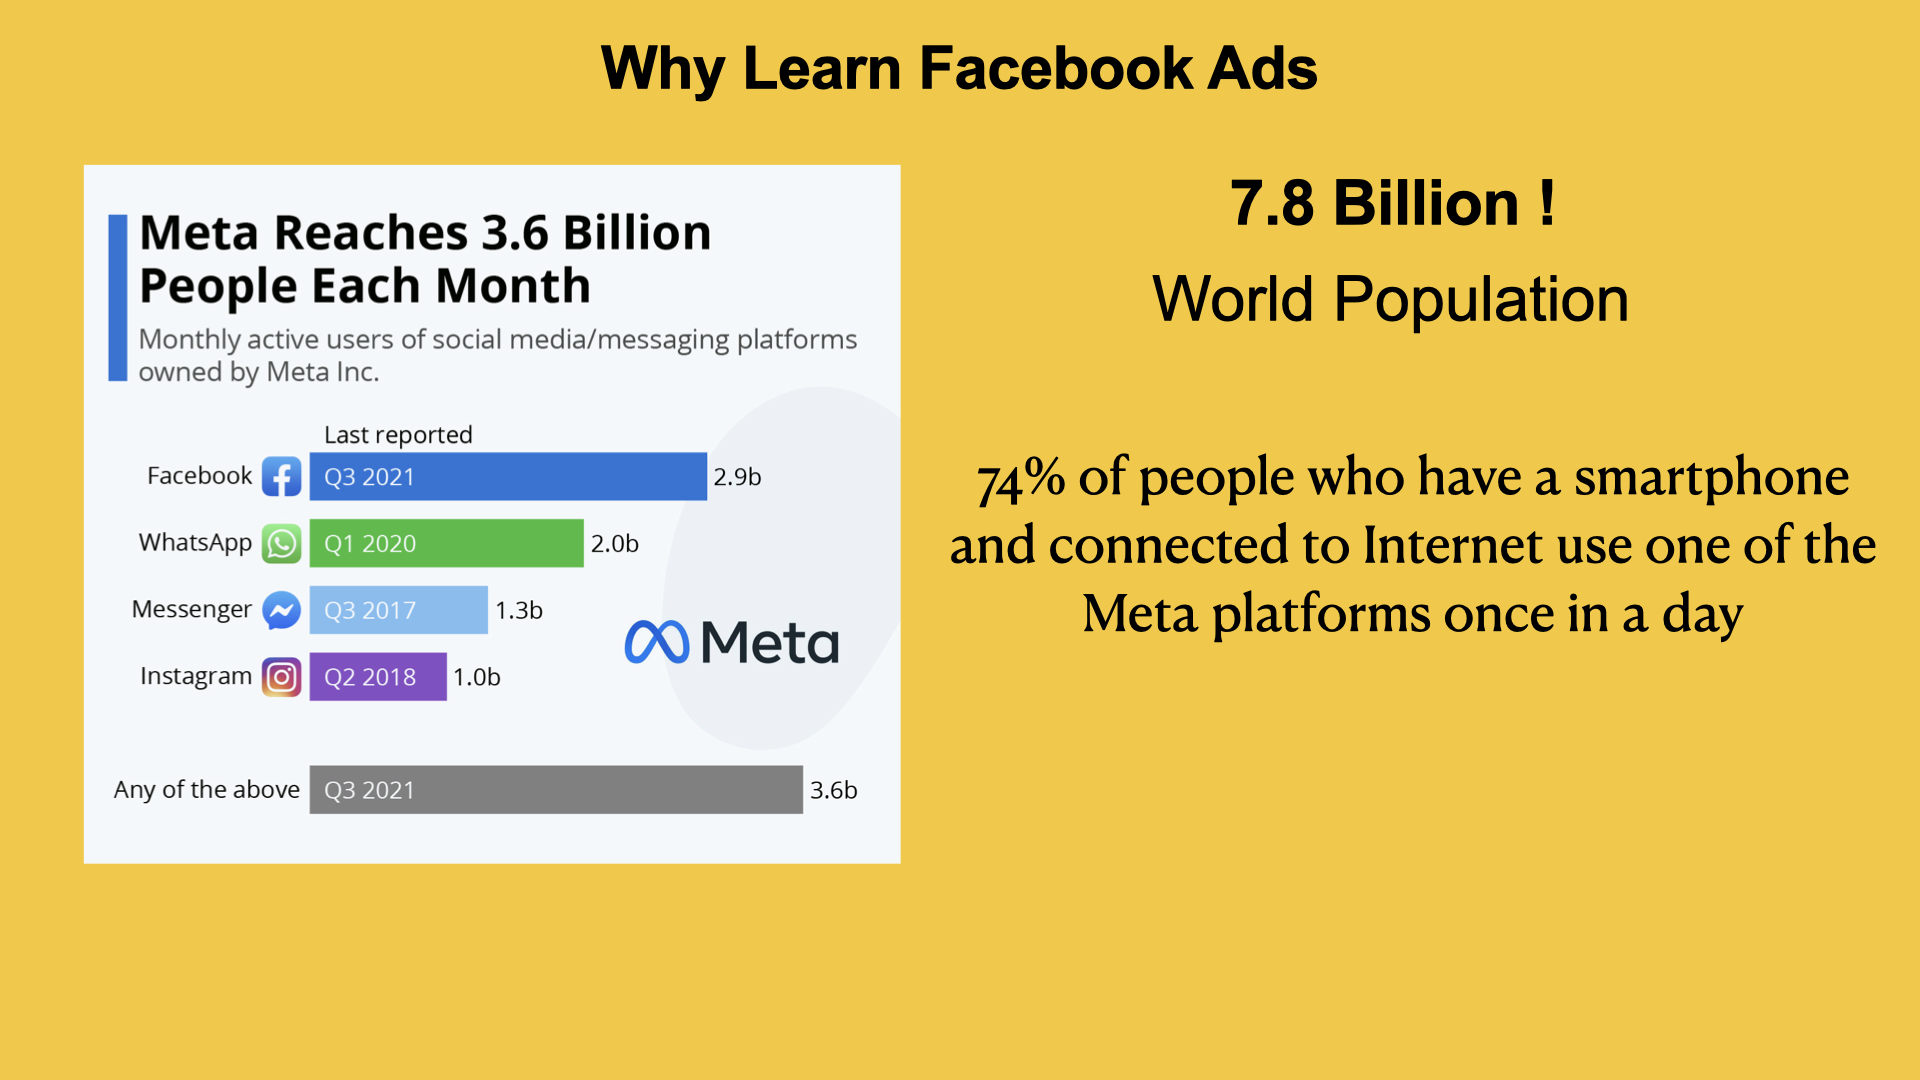 Why Learn Facebook Ads
Meta Reaches 3.6 Billion
People Each Month
Monthly active users of social media/messaging platforms
owned by Meta Inc.
Last reported
Facebook Q3 2021 2.9b
WhatsApp Q1 2020 2.0b
Messenger Q3 2017 1.3b
Instagram Q2 2018 1.0b
Meta
Any of the above Q3 2021 3.6b
7.8 Billion !
World Population
74% of people who have a smartphone
and connected to Internet use one of the
Meta platforms once in a day